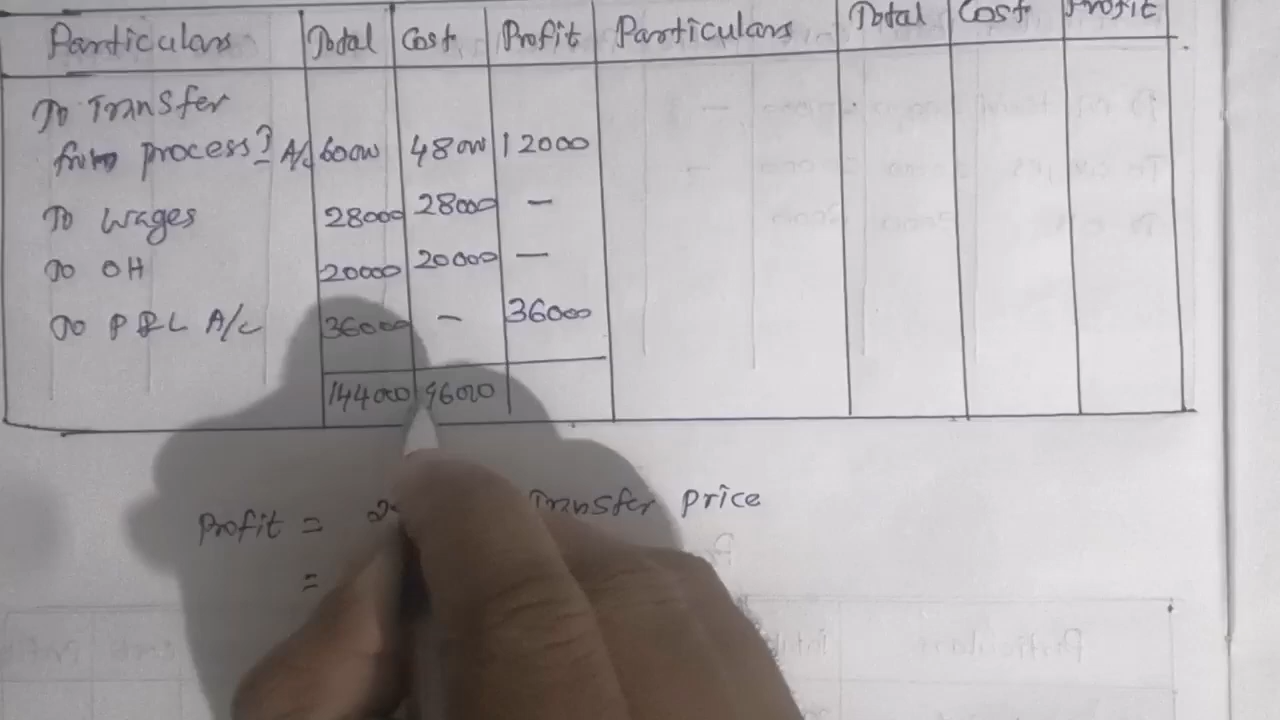 Particulars Total Cost Profit Particulars Total Cost Profit
To Transfer
from process I A/c 60000 48000 12000
To wages 28000 28000 -
To OH 20000 20000 -
To P&L A/c 36000 - 36000
144000 96000
Profit = Transfer price
=